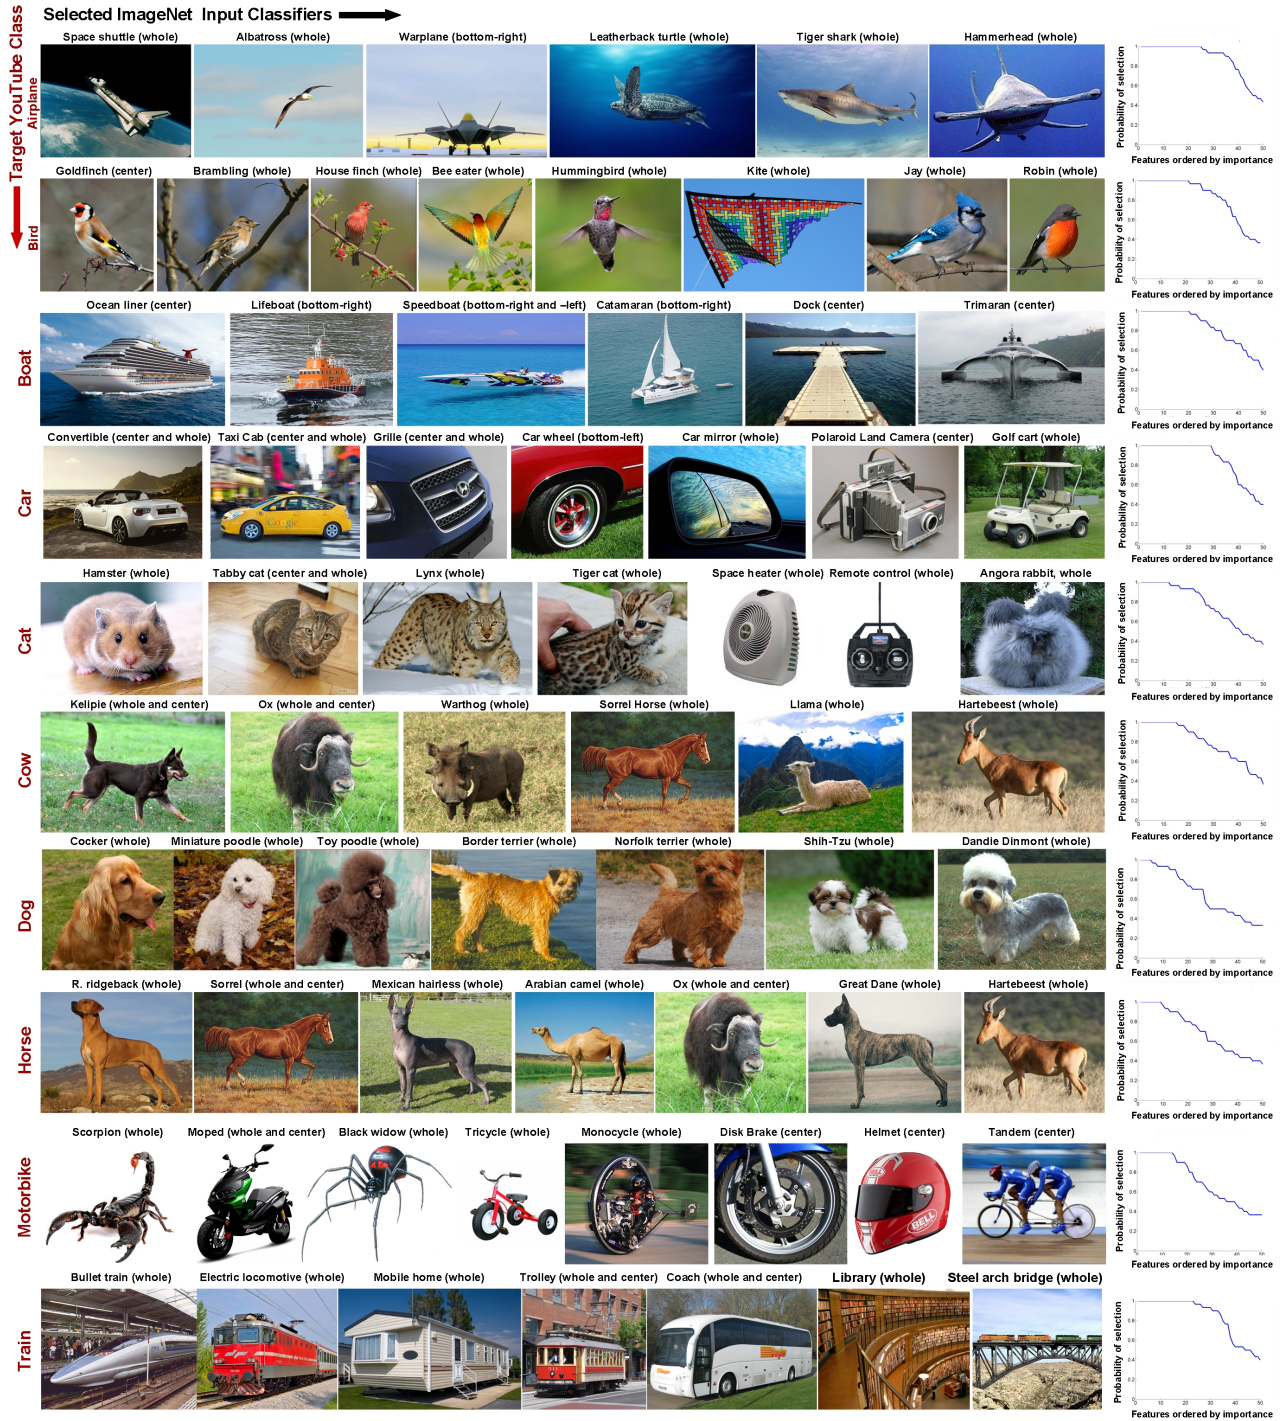 Selected ImageNet Input Classifiers
Target YouTube Class
Airplane
Space shuttle (whole)
Albatross (whole)
Warplane (bottom-right)
Leatherback turtle (whole)
Tiger shark (whole)
Hammerhead (whole)
Probability of selection
Features ordered by importance
Bird
Goldfinch (center)
Brambling (whole)
House finch (whole)
Bee eater (whole)
Hummingbird (whole)
Kite (whole)
Jay (whole)
Robin (whole)
Probability of selection
Features ordered by importance
Boat
Ocean liner (center)
Lifeboat (bottom-right)
Speedboat (bottom-right and –left)
Catamaran (bottom-right)
Dock (center)
Trimaran (center)
Probability of selection
Features ordered by importance
Car
Convertible (center and whole)
Taxi Cab (center and whole)
Grille (center and whole)
Car wheel (bottom-left)
Car mirror (whole)
Polaroid Land Camera (center)
Golf cart (whole)
Google
Probability of selection
Features ordered by importance
Cat
Hamster (whole)
Tabby cat (center and whole)
Lynx (whole)
Tiger cat (whole)
Space heater (whole)
Remote control (whole)
Angora rabbit, whole
Probability of selection
Features ordered by importance
Cow
Kelipie (whole and center)
Ox (whole and center)
Warthog (whole)
Sorrel Horse (whole)
Llama (whole)
Hartebeest (whole)
Probability of selection
Features ordered by importance
Dog
Cocker (whole)
Miniature poodle (whole)
Toy poodle (whole)
Border terrier (whole)
Norfolk terrier (whole)
Shih-Tzu (whole)
Dandie Dinmont (whole)
Probability of selection
Features ordered by importance
Horse
R. ridgeback (whole)
Sorrel (whole and center)
Mexican hairless (whole)
Arabian camel (whole)
Ox (whole and center)
Great Dane (whole)
Hartebeest (whole)
Probability of selection
Features ordered by importance
Motorbike
Scorpion (whole)
Moped (whole and center)
Black widow (whole)
Tricycle (whole)
Monocycle (whole)
Disk Brake (center)
Helmet (center)
Tandem (center)
BELL
Probability of selection
Features ordered by importance
Train
Bullet train (whole)
Electric locomotive (whole)
Mobile home (whole)
Trolley (whole and center)
Coach (whole and center)
Library (whole)
Steel arch bridge (whole)
Probability of selection
Features ordered by importance